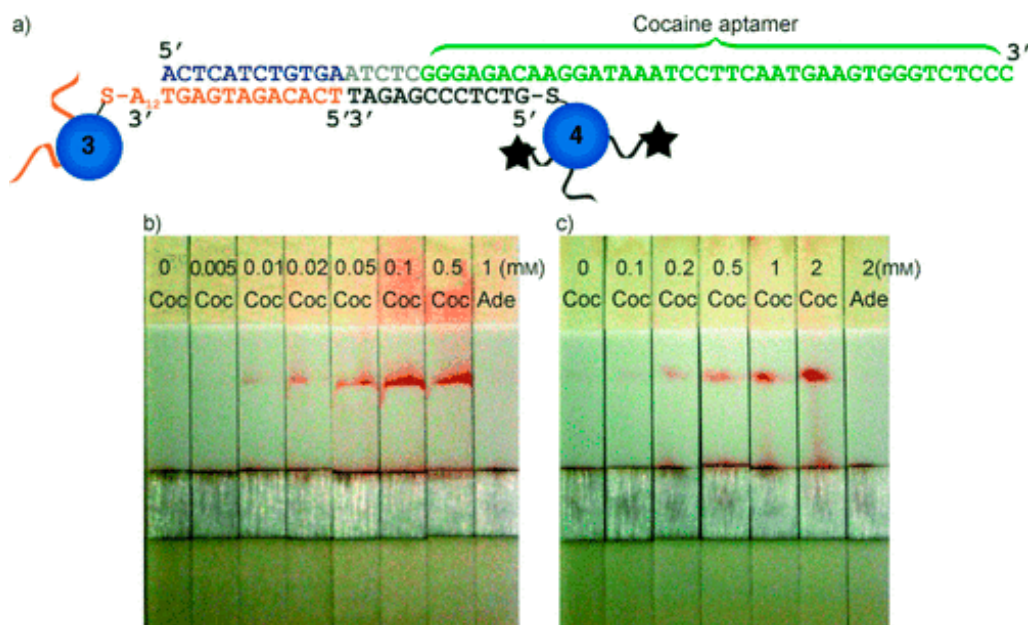 a)
Cocaine aptamer
5′ 3′
ACTCATCTGTGAATCTCGGGAGACAAGGATAAATCCTTCAATGAAGTGGGTCTCCC
S-A12TGAGTAGACACT TAGAGCCCTCTG-S
3′ 5′3′ 5′
3 4
b)
0 0.005 0.01 0.02 0.05 0.1 0.5 1 (mM)
Coc Coc Coc Coc Coc Coc Coc Ade
c)
0 0.1 0.2 0.5 1 2 2(mM)
Coc Coc Coc Coc Coc Coc Ade